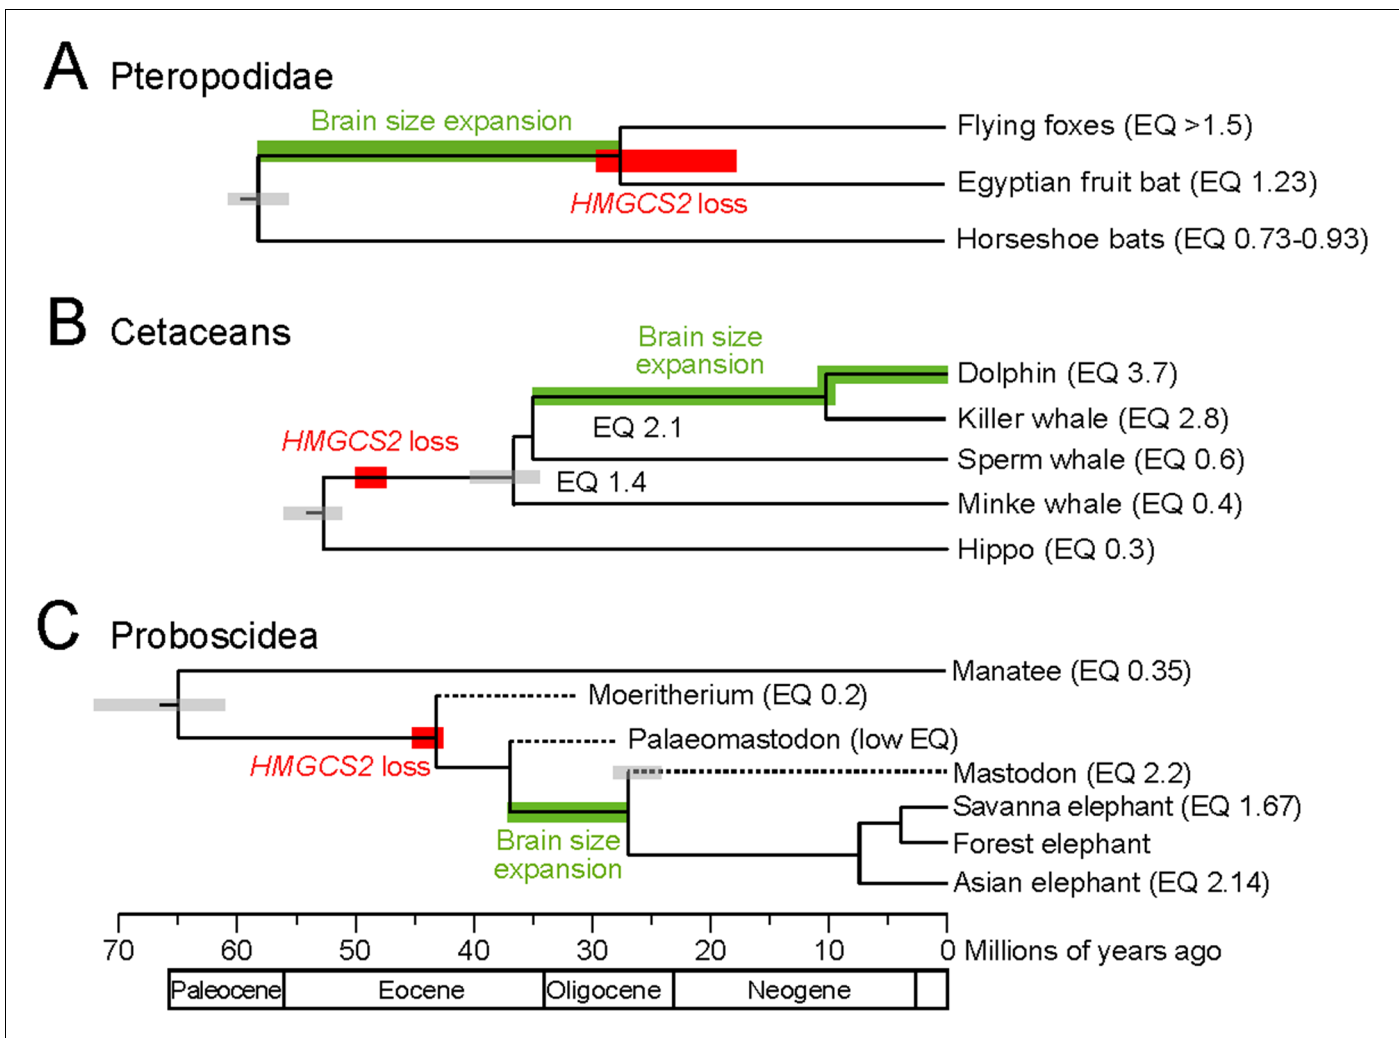 A Pteropodidae
Brain size expansion
Flying foxes (EQ >1.5)
Egyptian fruit bat (EQ 1.23)
HMGCS2 loss
Horseshoe bats (EQ 0.73-0.93)
B Cetaceans
Brain size
expansion
Dolphin (EQ 3.7)
Killer whale (EQ 2.8)
EQ 2.1
HMGCS2 loss
Sperm whale (EQ 0.6)
EQ 1.4
Minke whale (EQ 0.4)
Hippo (EQ 0.3)
C Proboscidea
Manatee (EQ 0.35)
Moeritherium (EQ 0.2)
Palaeomastodon (low EQ)
HMGCS2 loss
Mastodon (EQ 2.2)
Savanna elephant (EQ 1.67)
Brain size
expansion
Forest elephant
Asian elephant (EQ 2.14)
70 60 50 40 30 20 10 0 Millions of years ago
Paleocene Eocene Oligocene Neogene